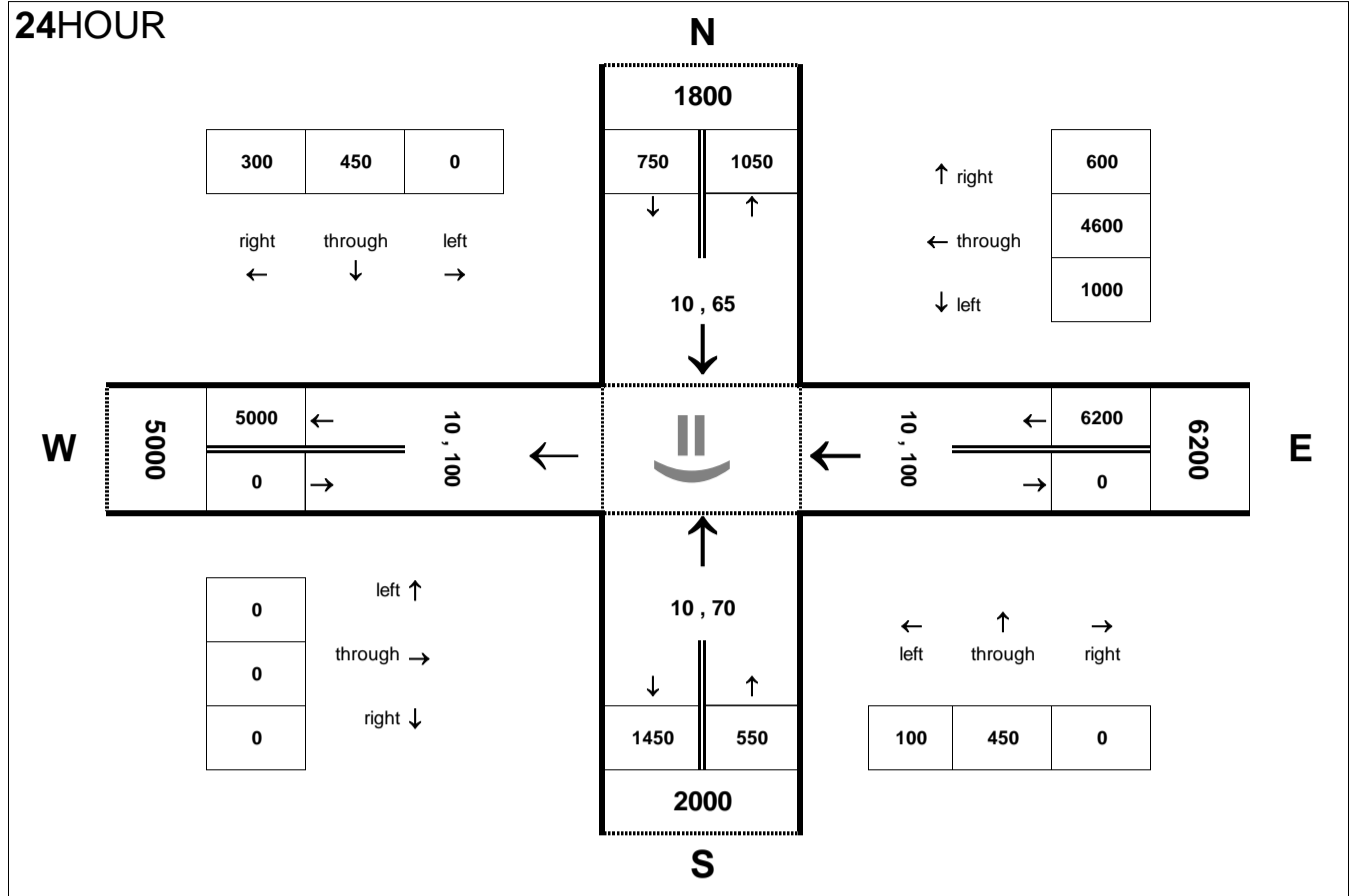 24HOUR
N
1800
300 450 0
750 1050
↑ right 600
← through 4600
↓ left 1000
right through left
← ↓ →
↓ ↑
10 , 65
↓
W 5000 5000 ← 10 , 100 ← ← 10 , 100 ← 6200 6200 E
0 → → 0
↑
0 left ↑
0 through →
0 right ↓
10 , 70
← ↑ →
left through right
↓ ↑
1450 550
100 450 0
2000
S